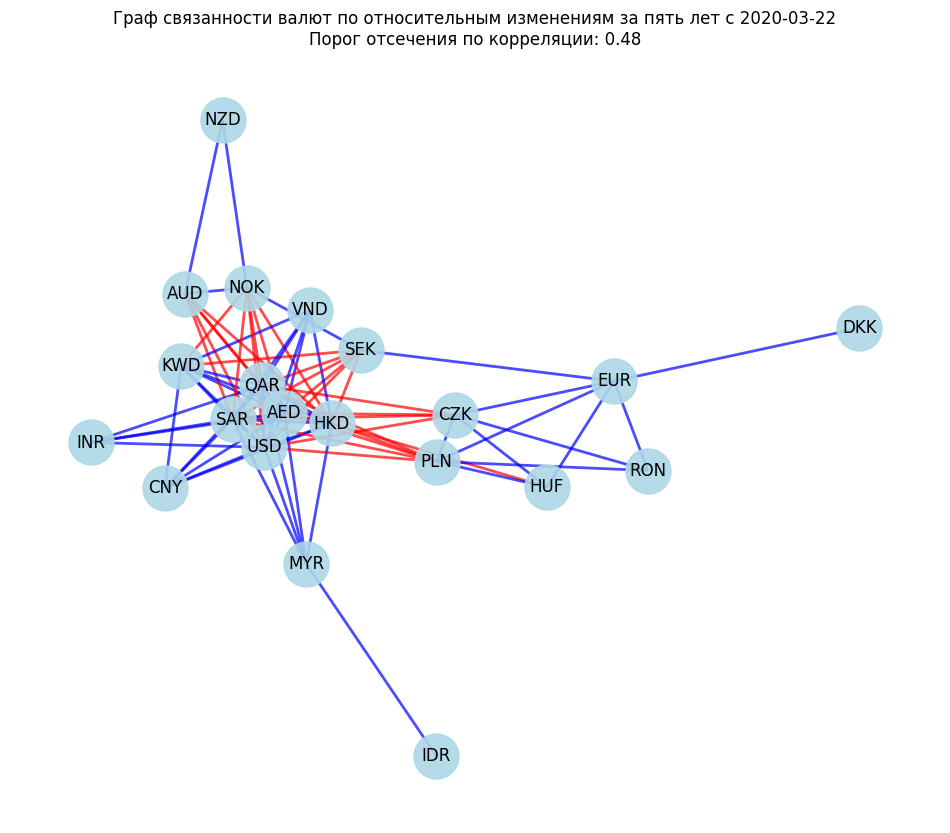 Граф связанности валют по относительным изменениям за пять лет с 2020-03-22
Порог отсечения по корреляции: 0.48
NZD
AUD
NOK
VND
DKK
SEK
KWD
EUR
QAR
AED
CZK
SAR
HKD
INR
USD
PLN
RON
CNY
HUF
MYR
IDR